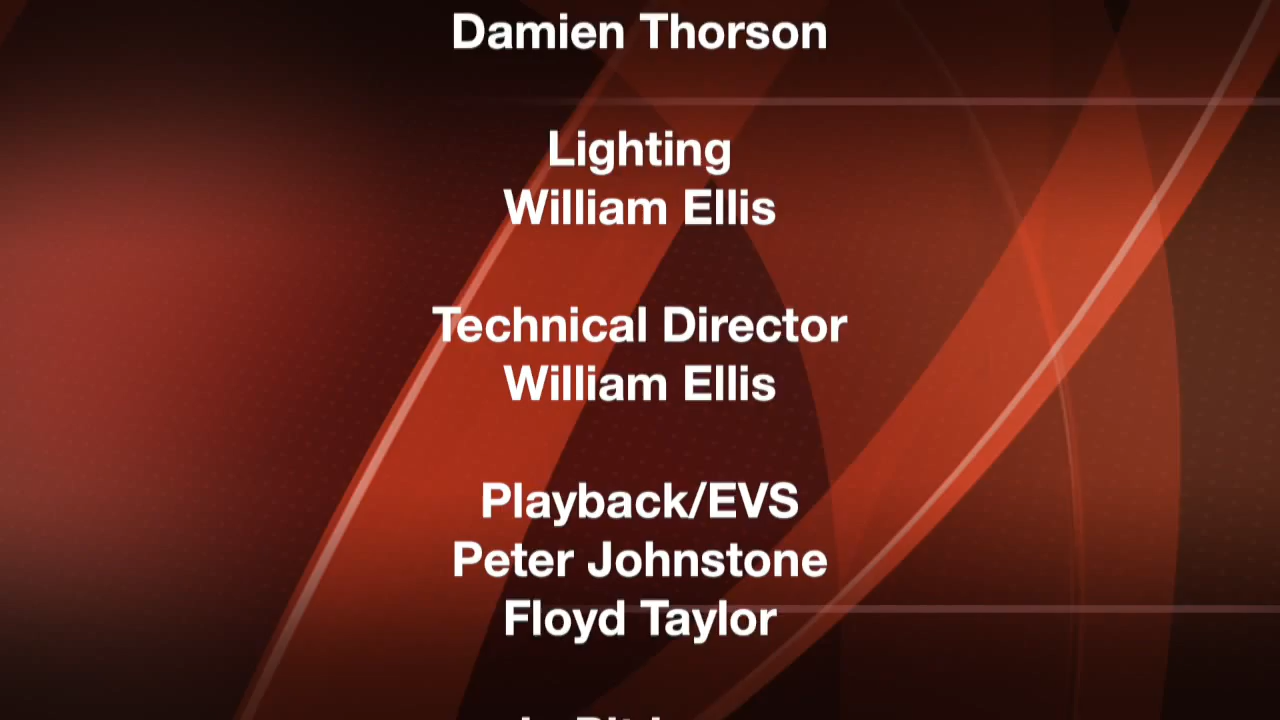 Damien Thorson
Lighting
William Ellis
Technical Director
William Ellis
Playback/EVS
Peter Johnstone
Floyd Taylor